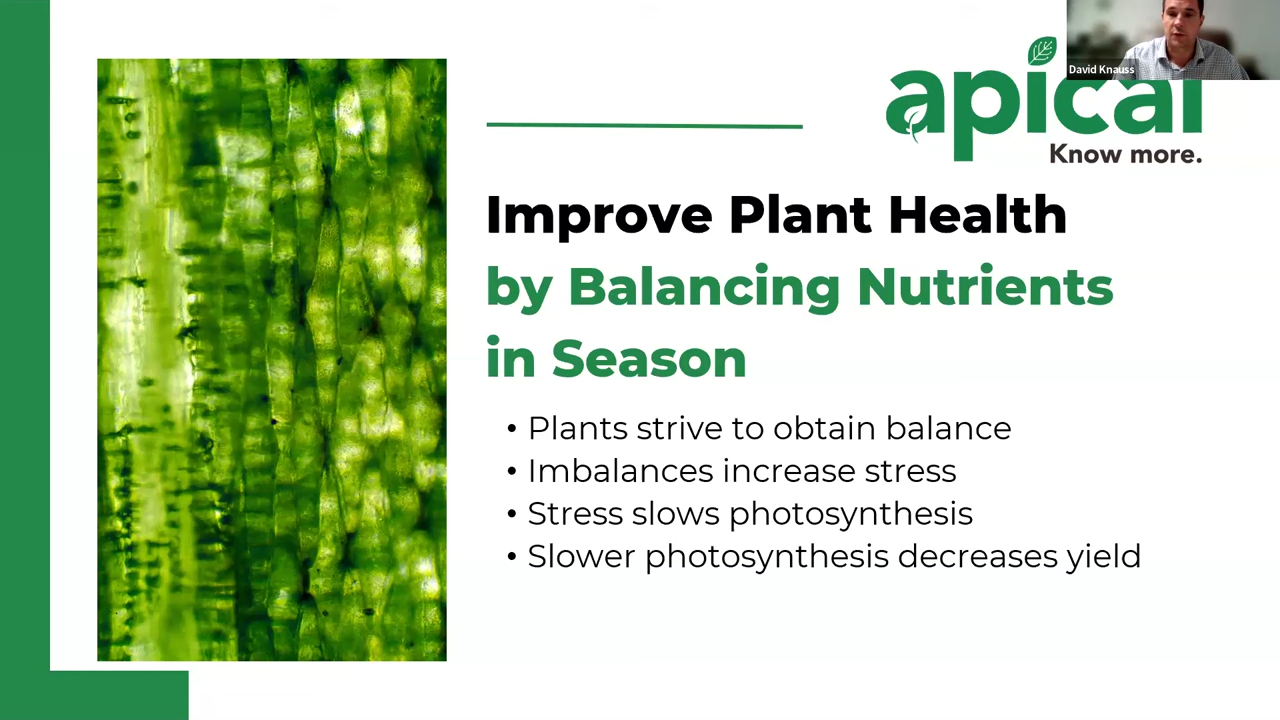 David Knauss
apical
Know more.
Improve Plant Health
by Balancing Nutrients
in Season
• Plants strive to obtain balance
• Imbalances increase stress
• Stress slows photosynthesis
• Slower photosynthesis decreases yield